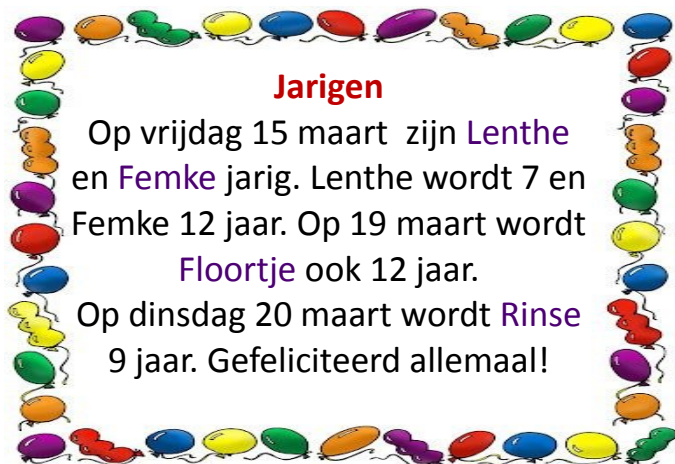 Jarigen
Op vrijdag 15 maart zijn Lenthe
en Femke jarig. Lenthe wordt 7 en
Femke 12 jaar. Op 19 maart wordt
Floortje ook 12 jaar.
Op dinsdag 20 maart wordt Rinse
9 jaar. Gefeliciteerd allemaal!